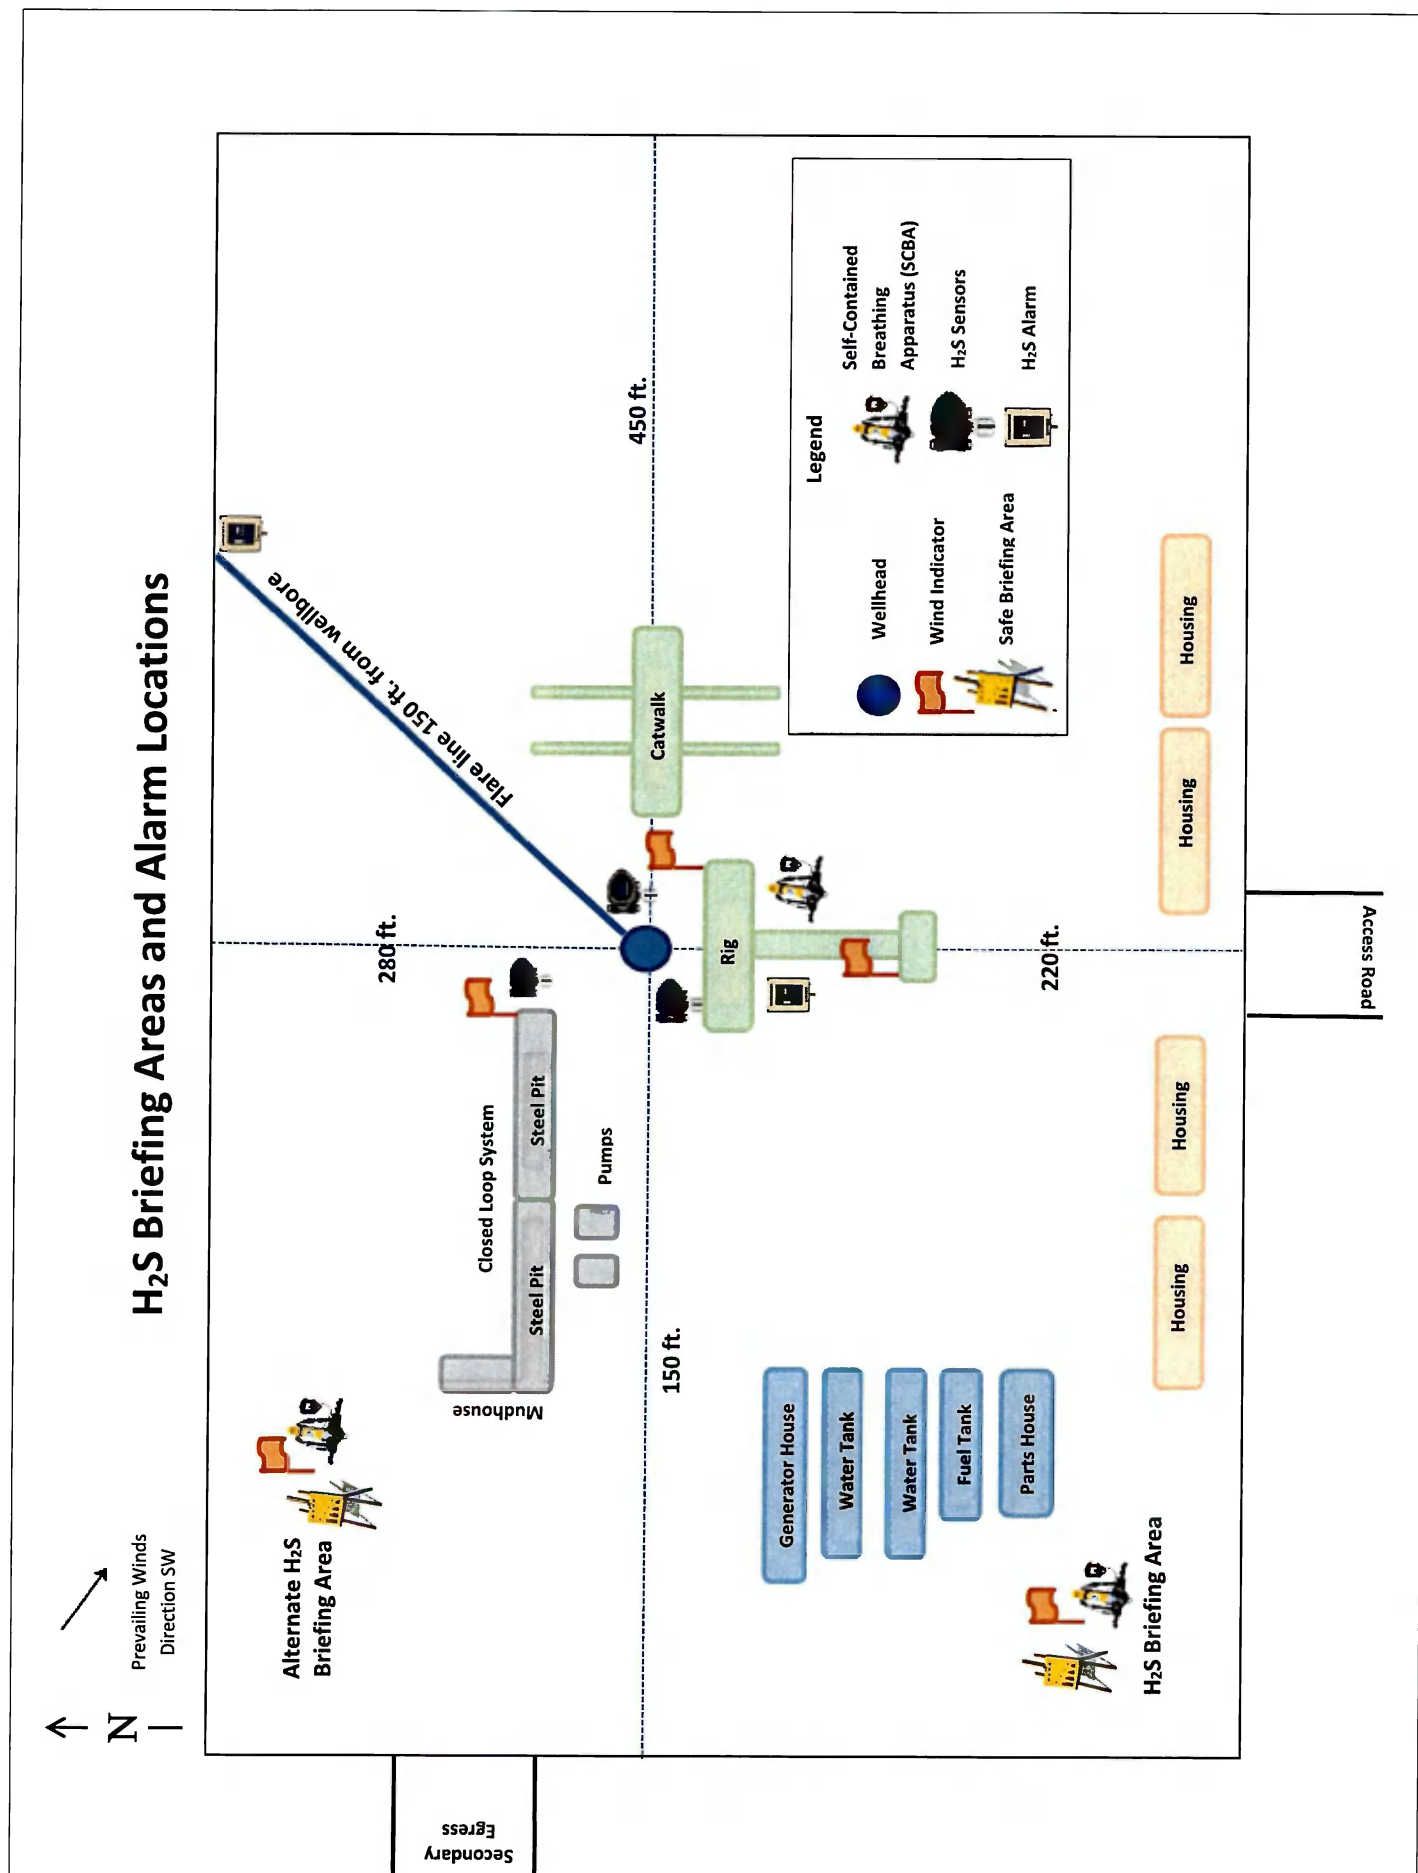 H₂S Briefing Areas and Alarm Locations
N
Prevailing Winds
Direction SW
Secondary
Egress
Alternate H₂S
Briefing Area
Mudhouse
Closed Loop System
Steel Pit
Steel Pit
Pumps
280 ft.
Flare line 150 ft. from wellbore
150 ft.
450 ft.
Rig
Catwalk
220 ft.
Generator House
Water Tank
Water Tank
Fuel Tank
Parts House
H₂S Briefing Area
Housing
Housing
Housing
Housing
Access Road
Legend
Wellhead
Wind Indicator
Safe Briefing Area
Self-Contained
Breathing
Apparatus (SCBA)
H₂S Sensors
H₂S Alarm